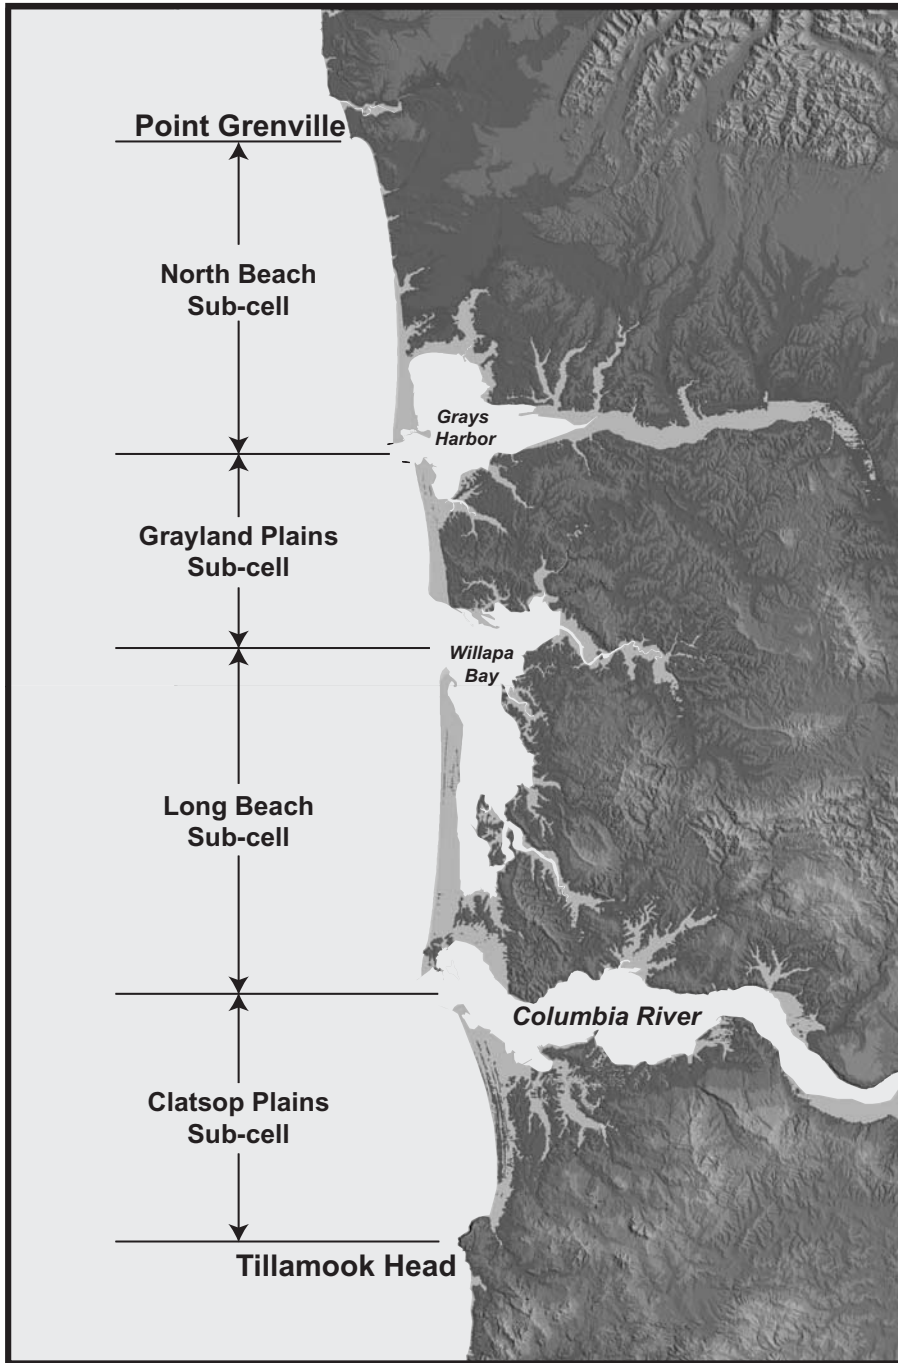 Point Grenville
North Beach
Sub-cell
Grays
Harbor
Grayland Plains
Sub-cell
Willapa
Bay
Long Beach
Sub-cell
Columbia River
Clatsop Plains
Sub-cell
Tillamook Head